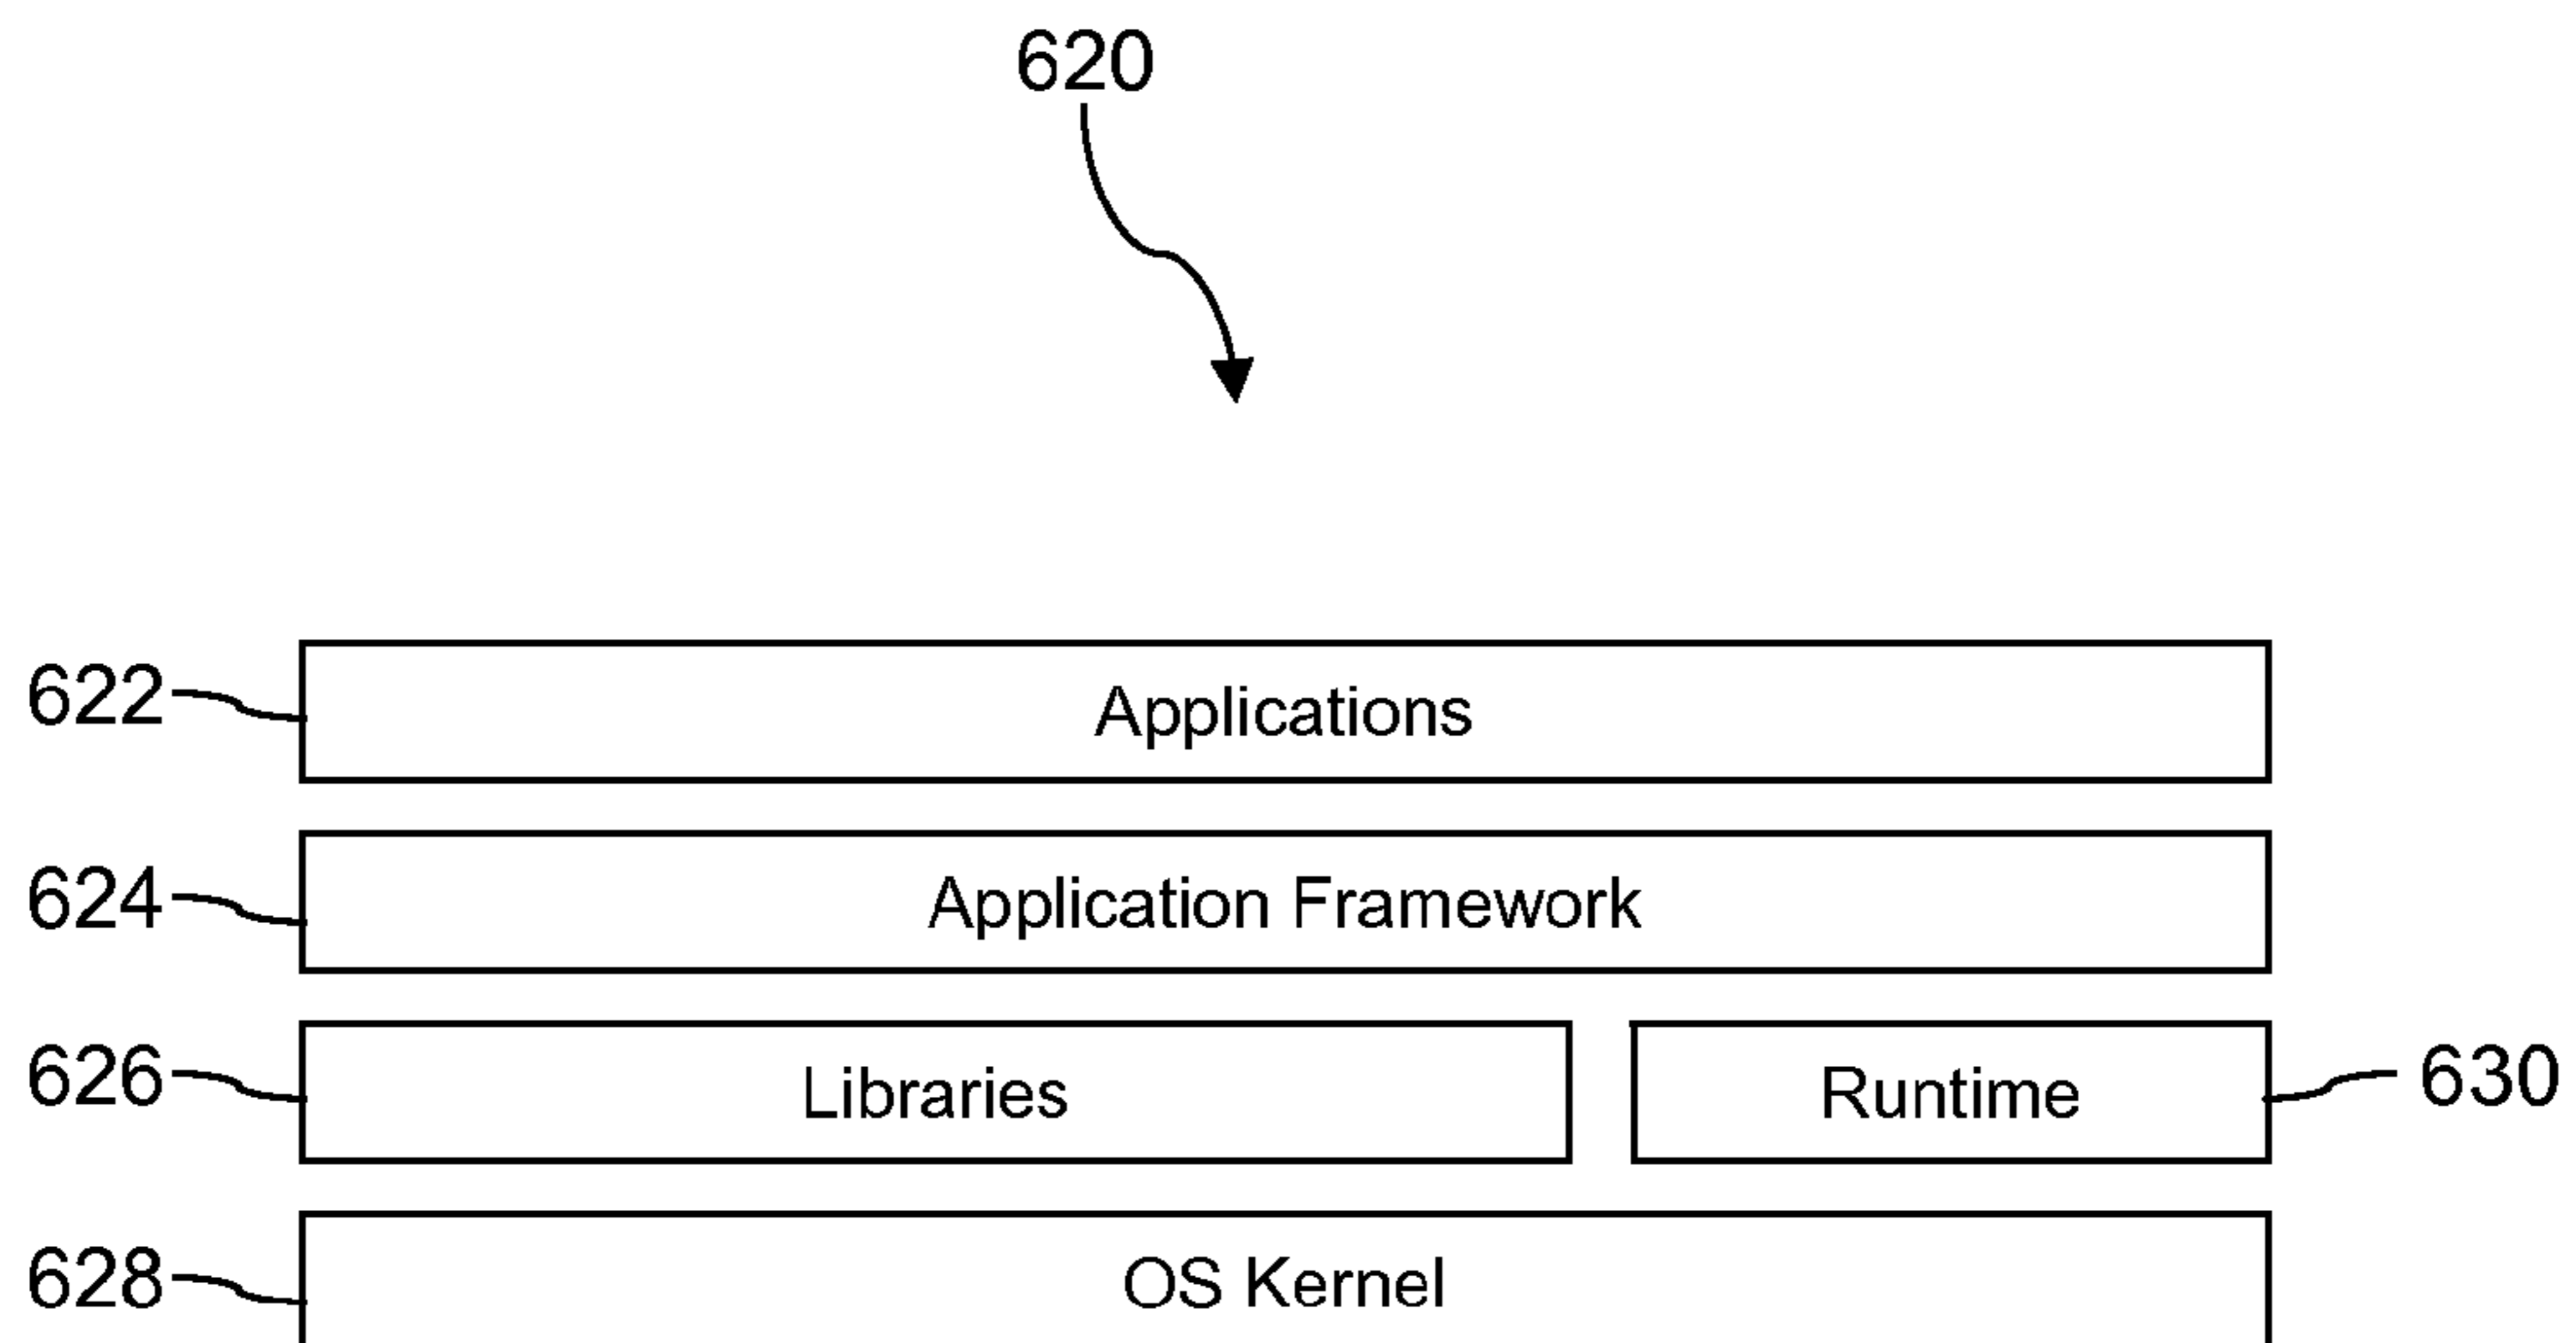 620
622
Applications
624
Application Framework
626
Libraries
Runtime
630
628
OS Kernel